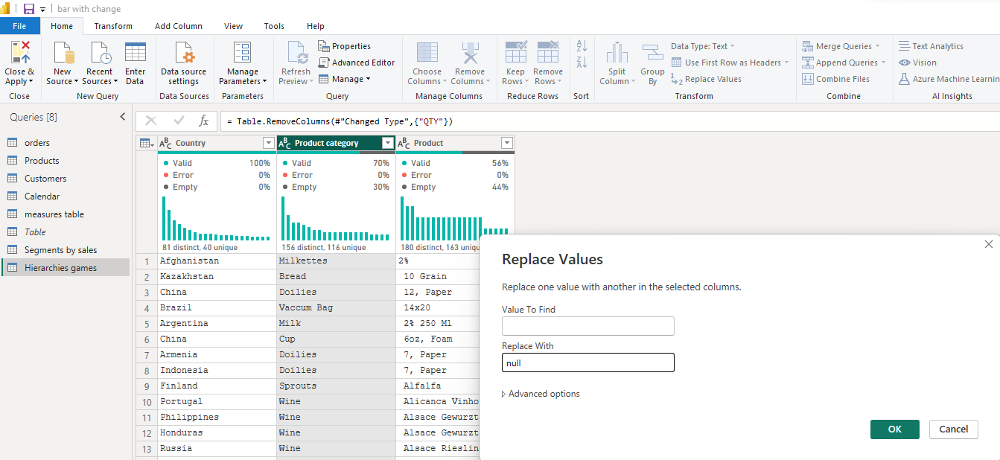 bar with change
File Home Transform Add Column View Tools Help
Close & Apply
New Source
Recent Sources
Enter Data
Data source settings
Manage Parameters
Refresh Preview
Properties
Advanced Editor
Manage
Choose Columns
Remove Columns
Keep Rows
Remove Rows
Split Column
Group By
Data Type: Text
Use First Row as Headers
Replace Values
Merge Queries
Append Queries
Combine Files
Text Analytics
Vision
Azure Machine Learnin
Close New Query Data Sources Parameters Query Manage Columns Reduce Rows Sort Transform Combine AI Insights
Queries [8]
orders
Products
Customers
Calendar
measures table
Table
Segments by sales
Hierarchies games
fx = Table.RemoveColumns(#"Changed Type",{"QTY"})
ABC Country ABC Product category ABC Product
Valid 100% Valid 70% Valid 56%
Error 0% Error 0% Error 0%
Empty 0% Empty 30% Empty 44%
81 distinct, 40 unique 156 distinct, 116 unique 180 distinct, 163 uniqu
1 Afghanistan Milkettes 2%
2 Kazakhstan Bread 10 Grain
3 China Doilies 12, Paper
4 Brazil Vaccum Bag 14x20
5 Argentina Milk 2% 250 Ml
6 China Cup 6oz, Foam
7 Armenia Doilies 7, Paper
8 Indonesia Doilies 7, Paper
9 Finland Sprouts Alfalfa
10 Portugal Wine Alicanca Vinho
11 Philippines Wine Alsace Gewurzt
12 Honduras Wine Alsace Gewurzt
13 Russia Wine Alsace Rieslin
Replace Values
Replace one value with another in the selected columns.
Value To Find
Replace With
null
Advanced options
OK Cancel